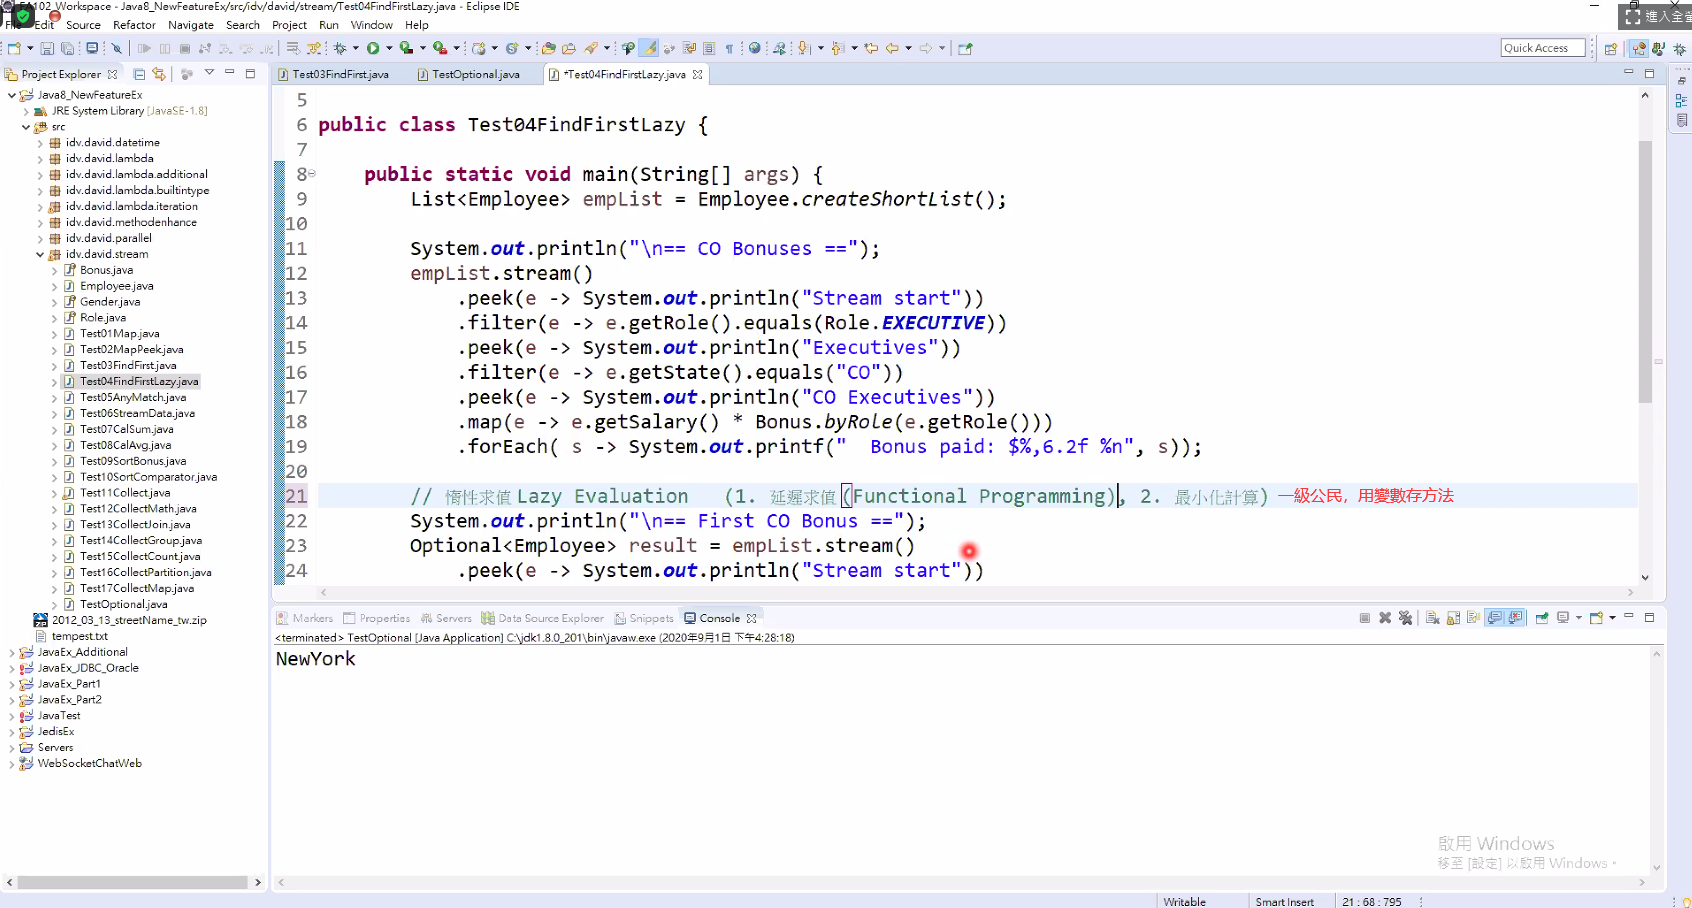 EA102_Workspace - Java8_NewFeatureEx/src/idv/david/stream/Test04FindFirstLazy.java - Eclipse IDE
進入全螢
File Edit Source Refactor Navigate Search Project Run Window Help
Quick Access
Project Explorer
Test03FindFirst.java TestOptional.java *Test04FindFirstLazy.java
Java8_NewFeatureEx
JRE System Library [JavaSE-1.8]
src
idv.david.datetime
idv.david.lambda
idv.david.lambda.additional
idv.david.lambda.builtintype
idv.david.lambda.iteration
idv.david.methodenhance
idv.david.parallel
idv.david.stream
Bonus.java
Employee.java
Gender.java
Role.java
Test01Map.java
Test02MapPeek.java
Test03FindFirst.java
Test04FindFirstLazy.java
Test05AnyMatch.java
Test06StreamData.java
Test07CalSum.java
Test08CalAvg.java
Test09SortBonus.java
Test10SortComparator.java
Test11Collect.java
Test12CollectMath.java
Test13CollectJoin.java
Test14CollectGroup.java
Test15CollectCount.java
Test16CollectPartition.java
Test17CollectMap.java
TestOptional.java
2012_03_13_streetName_tw.zip
tempest.txt
JavaEx_Additional
JavaEx_JDBC_Oracle
JavaEx_Part1
JavaEx_Part2
JavaTest
JedisEx
Servers
WebSocketChatWeb
5
6 public class Test04FindFirstLazy {
7
8 public static void main(String[] args) {
9 List<Employee> empList = Employee.createShortList();
10
11 System.out.println("\n== CO Bonuses ==");
12 empList.stream()
13 .peek(e -> System.out.println("Stream start"))
14 .filter(e -> e.getRole().equals(Role.EXECUTIVE))
15 .peek(e -> System.out.println("Executives"))
16 .filter(e -> e.getState().equals("CO"))
17 .peek(e -> System.out.println("CO Executives"))
18 .map(e -> e.getSalary() * Bonus.byRole(e.getRole()))
19 .forEach( s -> System.out.printf("  Bonus paid: $%,6.2f %n", s));
20
21 // 惰性求值 Lazy Evaluation (1. 延遲求值(Functional Programming), 2. 最小化計算) 一級公民，用變數存方法
22 System.out.println("\n== First CO Bonus ==");
23 Optional<Employee> result = empList.stream()
24 .peek(e -> System.out.println("Stream start"))
Markers Properties Servers Data Source Explorer Snippets Console
<terminated> TestOptional [Java Application] C:\jdk1.8.0_201\bin\javaw.exe (2020年9月1日 下午4:28:18)
NewYork
啟用 Windows
移至 [設定] 以啟用 Windows。
Writable Smart Insert 21 : 68 : 795